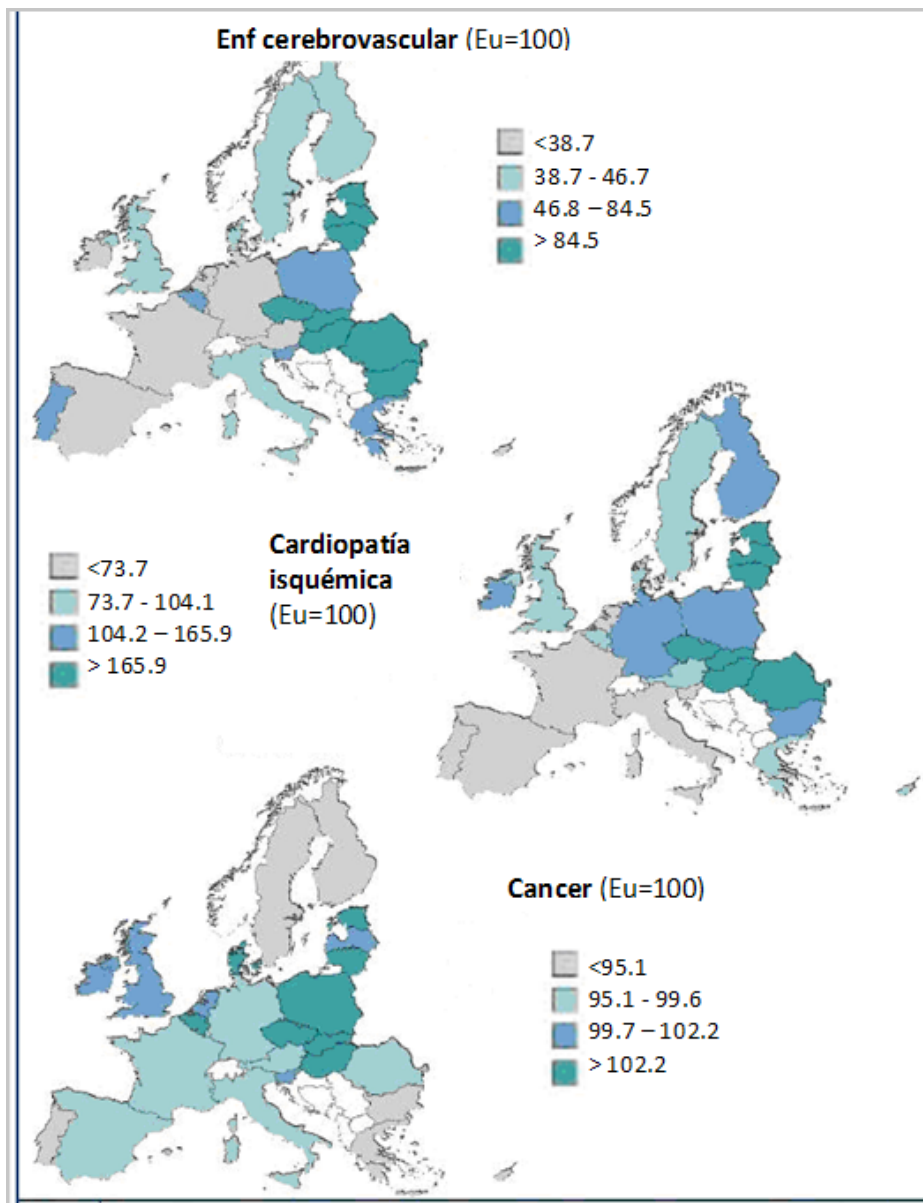 Enf cerebrovascular (Eu=100)
<38.7
38.7 - 46.7
46.8 – 84.5
> 84.5
Cardiopatía
isquémica
(Eu=100)
<73.7
73.7 - 104.1
104.2 – 165.9
> 165.9
Cancer (Eu=100)
<95.1
95.1 - 99.6
99.7 – 102.2
> 102.2